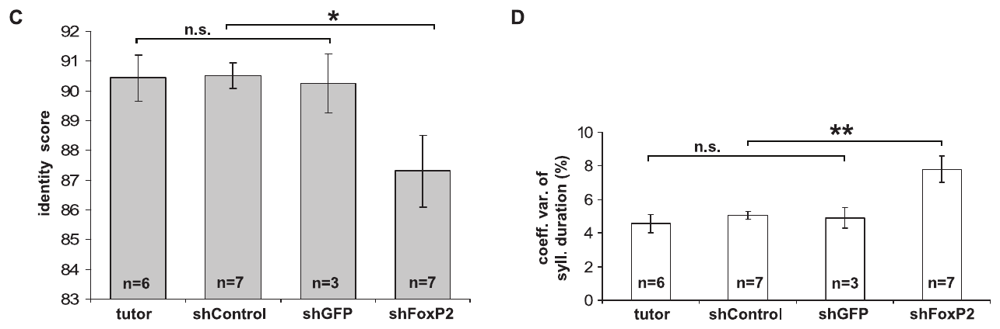 C
n.s.
*
92
91
90
89
88
87
86
85
84
83
identity score
n=6
n=7
n=3
n=7
tutor
shControl
shGFP
shFoxP2
D
n.s.
**
10
8
6
4
2
0
coeff. var. of
syll. duration (%)
n=6
n=7
n=3
n=7
tutor
shControl
shGFP
shFoxP2